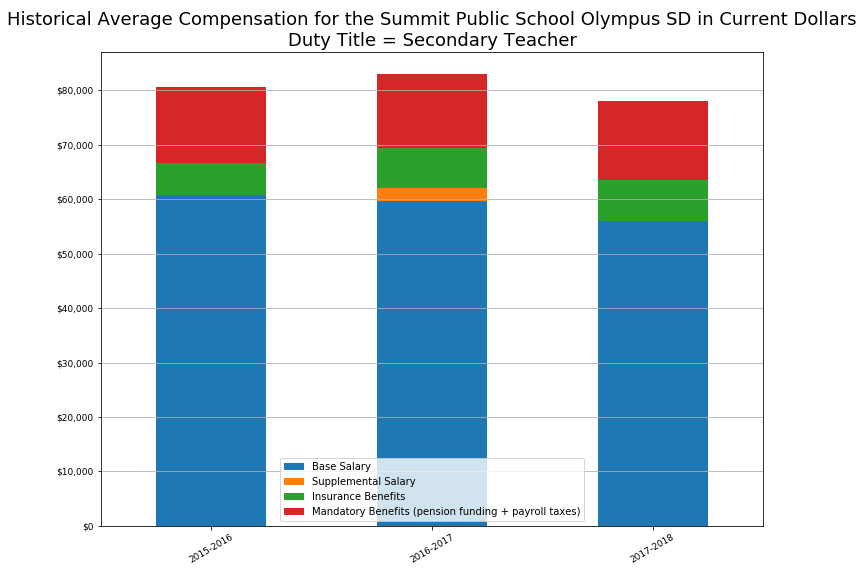 Historical Average Compensation for the Summit Public School Olympus SD in Current Dollars
Duty Title = Secondary Teacher
$80,000
$70,000
$60,000
$50,000
$40,000
$30,000
$20,000
$10,000
$0
Base Salary
Supplemental Salary
Insurance Benefits
Mandatory Benefits (pension funding + payroll taxes)
2015-2016
2016-2017
2017-2018